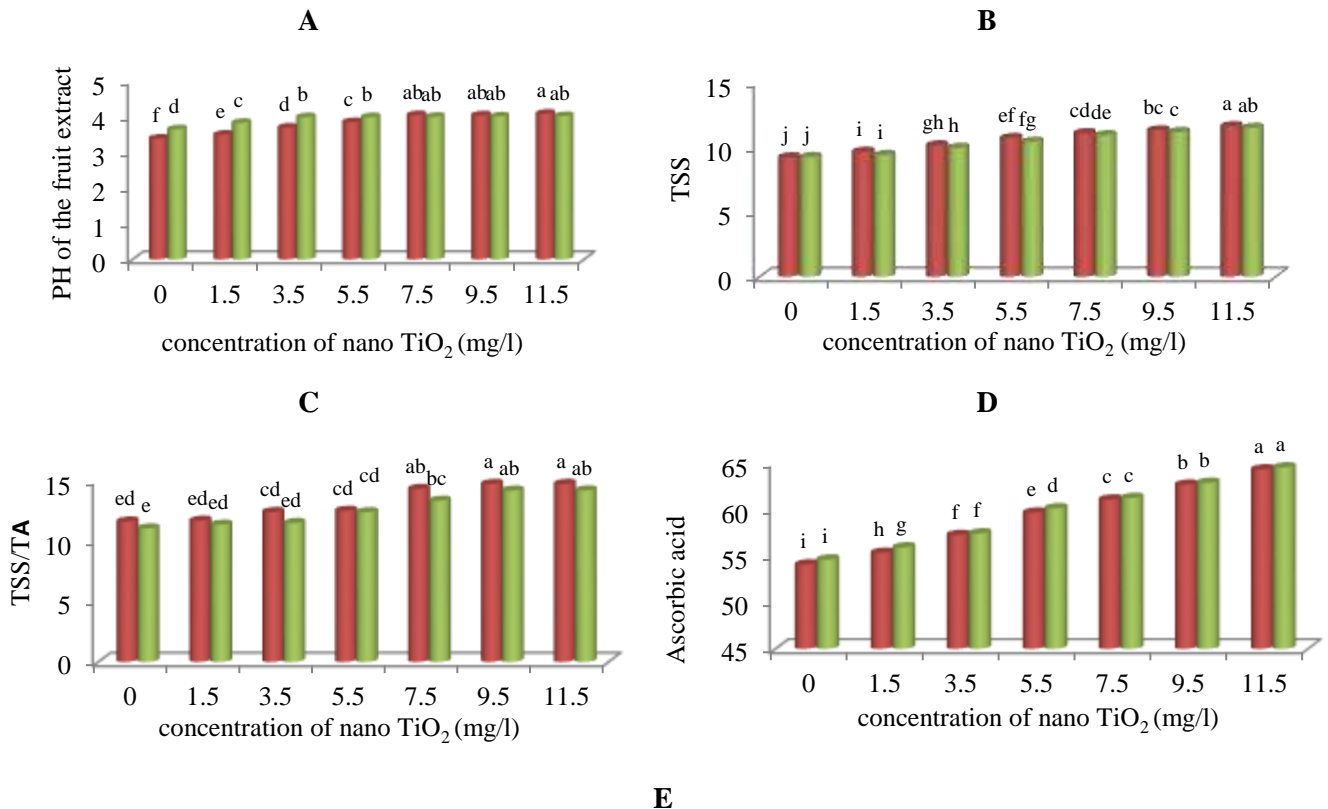 A
PH of the fruit extract
5
4
3
2
1
0
f d e c d b c b ab ab ab ab a ab
0 1.5 3.5 5.5 7.5 9.5 11.5
concentration of nano TiO₂ (mg/l)
B
TSS
15
10
5
0
j j i i gh h ef fg cd de bc c a ab
0 1.5 3.5 5.5 7.5 9.5 11.5
concentration of nano TiO₂ (mg/l)
C
TSS/TA
15
10
5
0
ed e ed ed cd ed cd cd ab bc a ab a ab
0 1.5 3.5 5.5 7.5 9.5 11.5
concentration of nano TiO₂ (mg/l)
D
Ascorbic acid
65
60
55
50
45
i i h g f f e d c c b b a a
0 1.5 3.5 5.5 7.5 9.5 11.5
concentration of nano TiO₂ (mg/l)
E